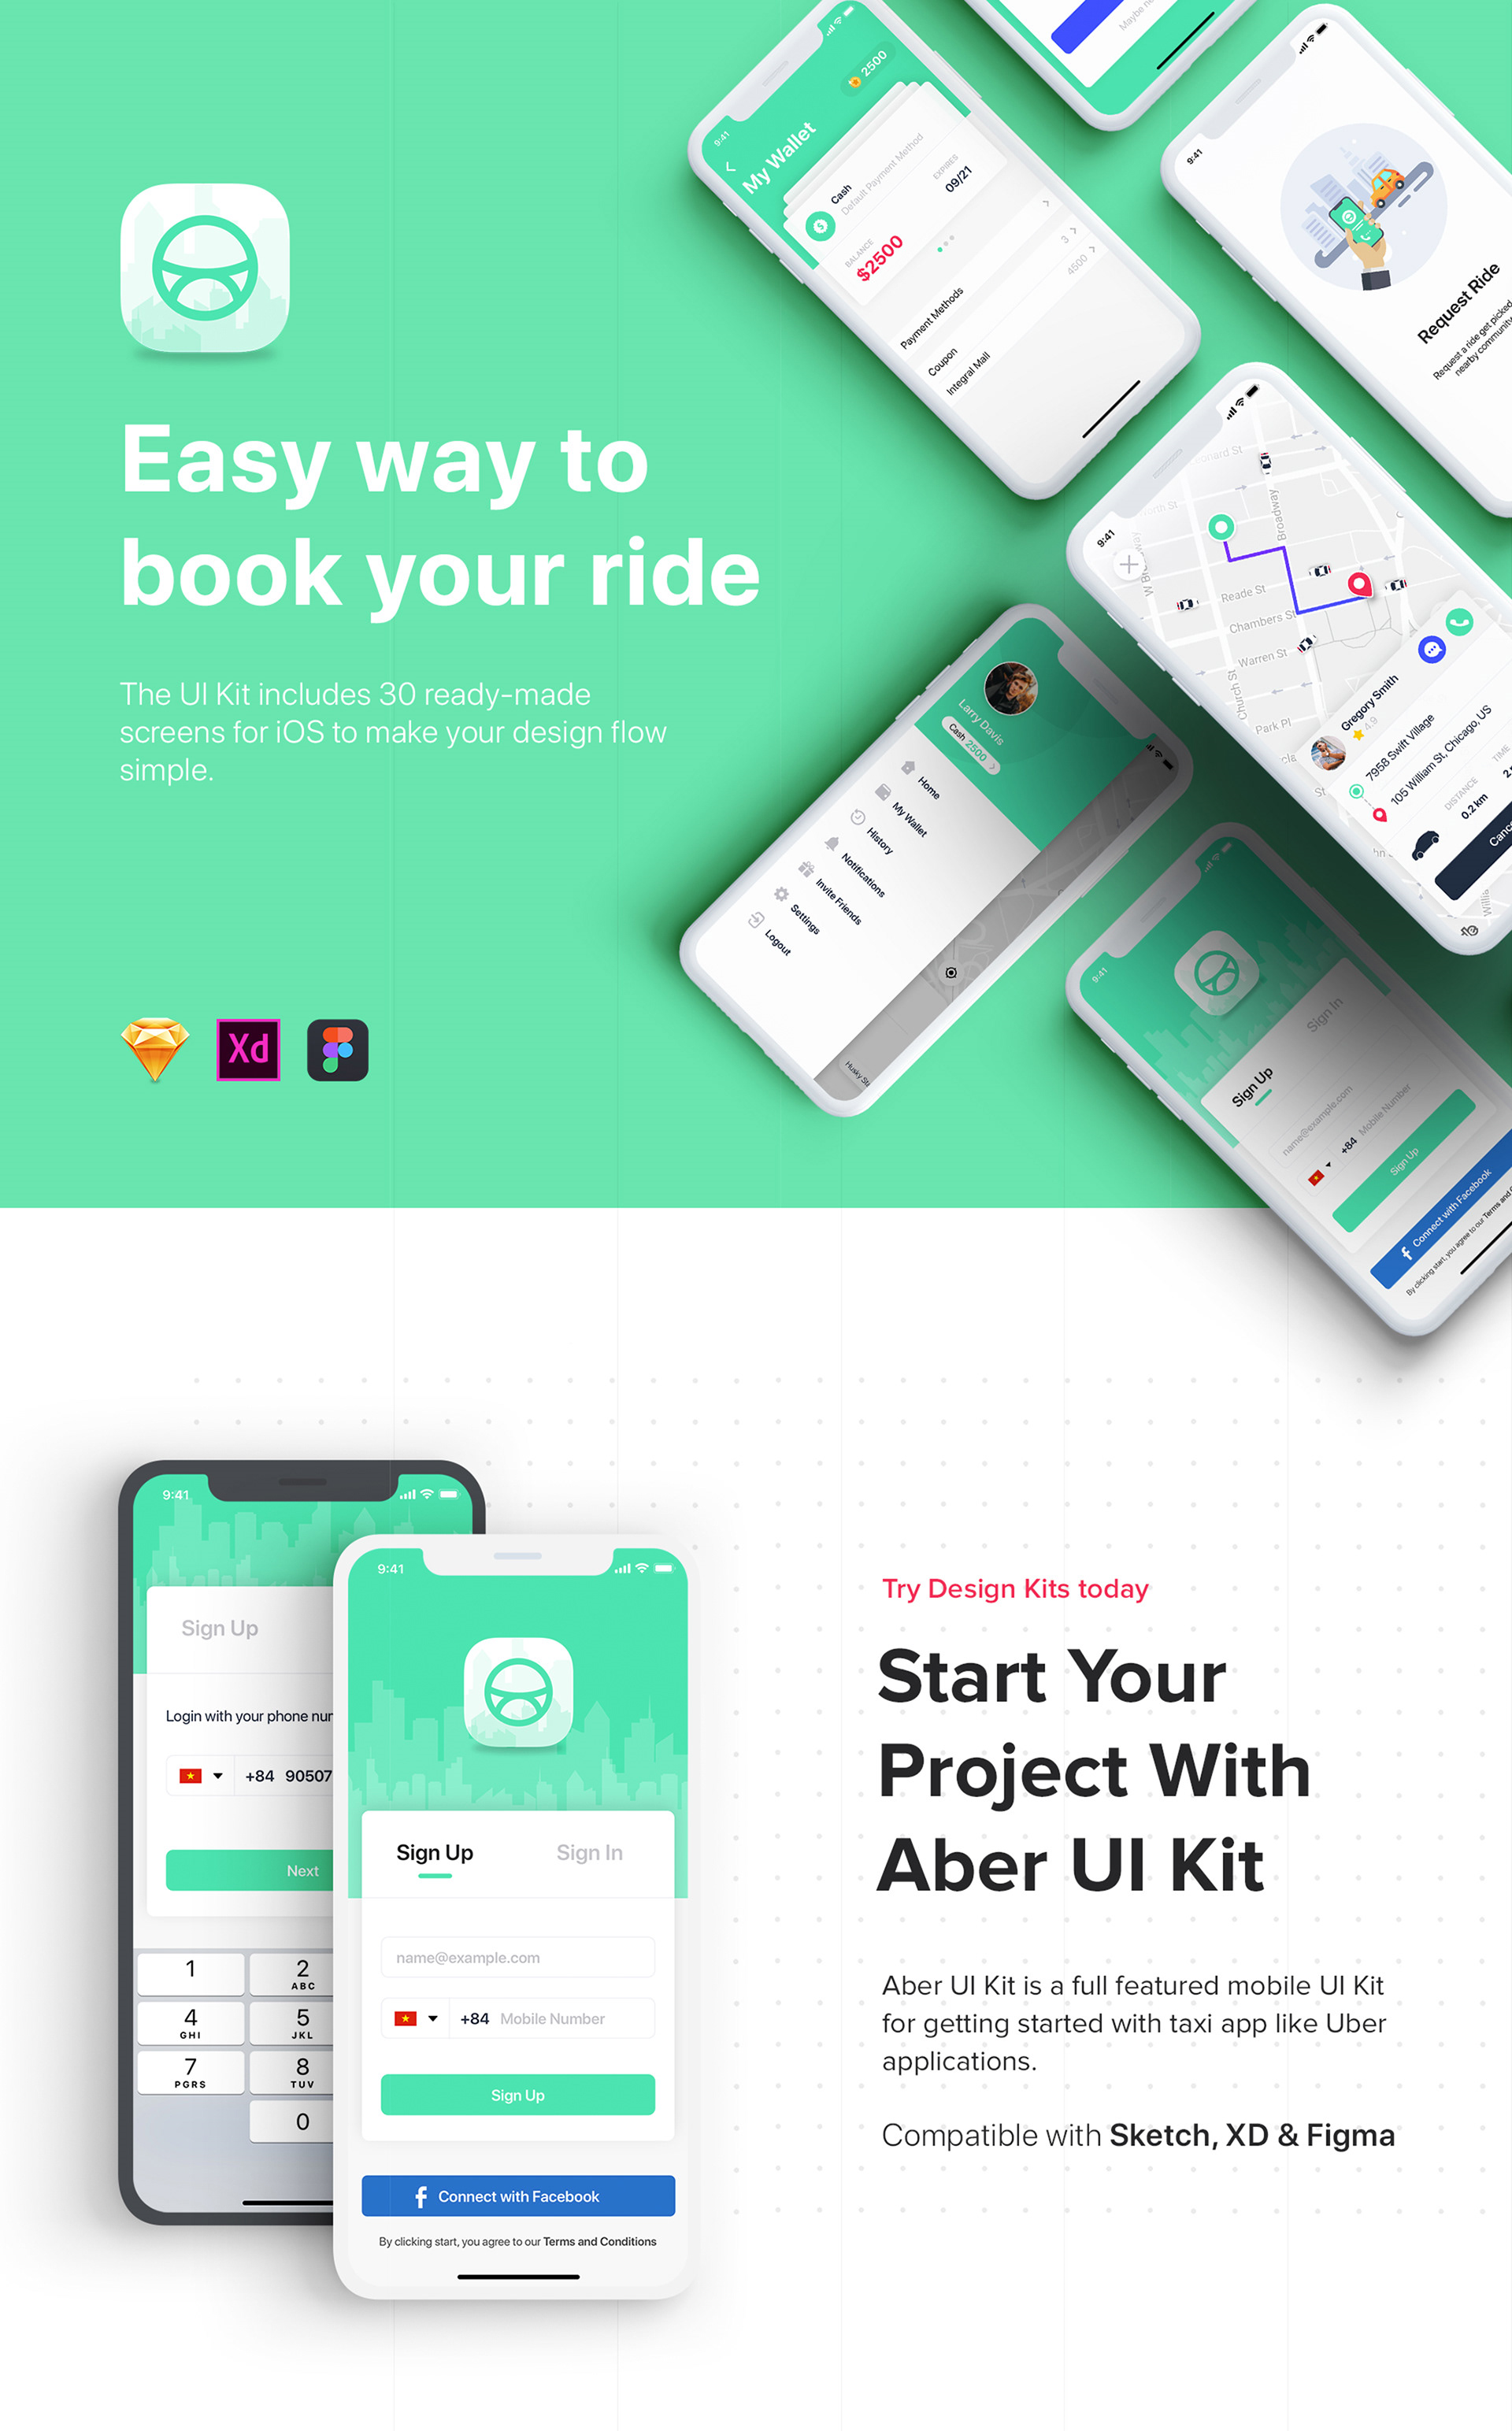 Easy way to
book your ride
The UI Kit includes 30 ready-made
screens for iOS to make your design flow
simple.
Xd
9:41
2500
My Wallet
Cash
Default Payment Method
BALANCE
$2500
EXPIRES
09/21
Payment Methods
Coupon
3
Integral Mall
4500
9:41
Request Ride
Request a ride get picked
nearby community
9:41
Broadway
Reade St
Chambers St
Warren St
Church St
Park Pl
Gregory Smith
4.9
7958 Swift Village
105 William St, Chicago, US
DISTANCE
0.2 km
TIME
Larry Davis
Cash 2500
Home
My Wallet
History
Notifications
Invite Friends
Settings
Logout
9:41
Sign Up
Sign In
name@example.com
+84 Mobile Number
Sign Up
f Connect with Facebook
By clicking start, you agree to our Terms and
9:41
Sign Up
Login with your phone
+84 90507
Next
1
2
ABC
4
GHI
5
JKL
7
PGRS
8
TUV
0
9:41
Sign Up Sign In
name@example.com
+84 Mobile Number
Sign Up
f Connect with Facebook
By clicking start, you agree to our Terms and Conditions
Try Design Kits today
Start Your
Project With
Aber UI Kit
Aber UI Kit is a full featured mobile UI Kit
for getting started with taxi app like Uber
applications.
Compatible with Sketch, XD & Figma